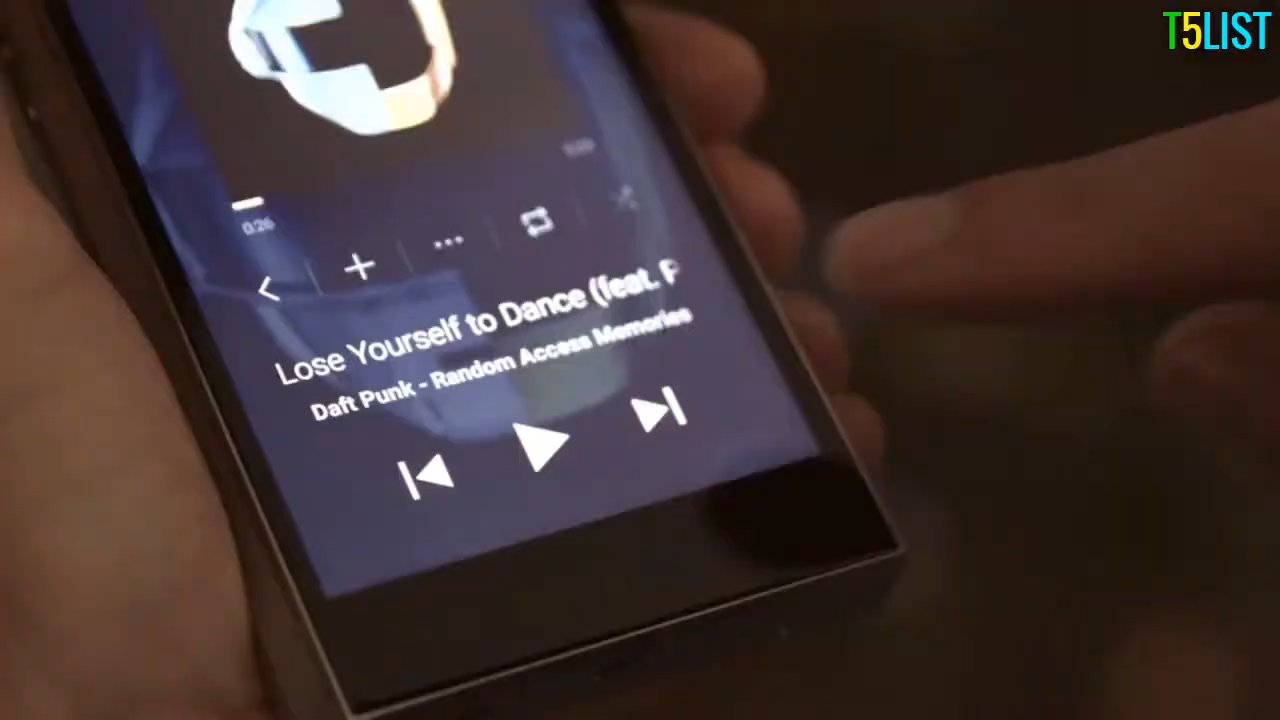 T5LIST
0:26
Lose Yourself to Dance (feat. P
Daft Punk - Random Access Memories